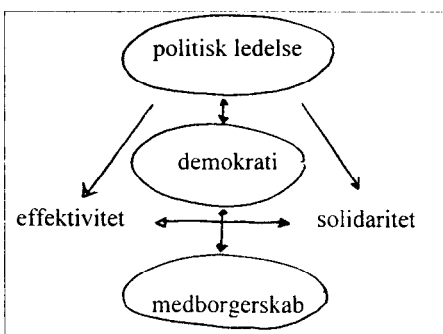 politisk ledelse
demokrati
effektivitet solidaritet
medborgerskab